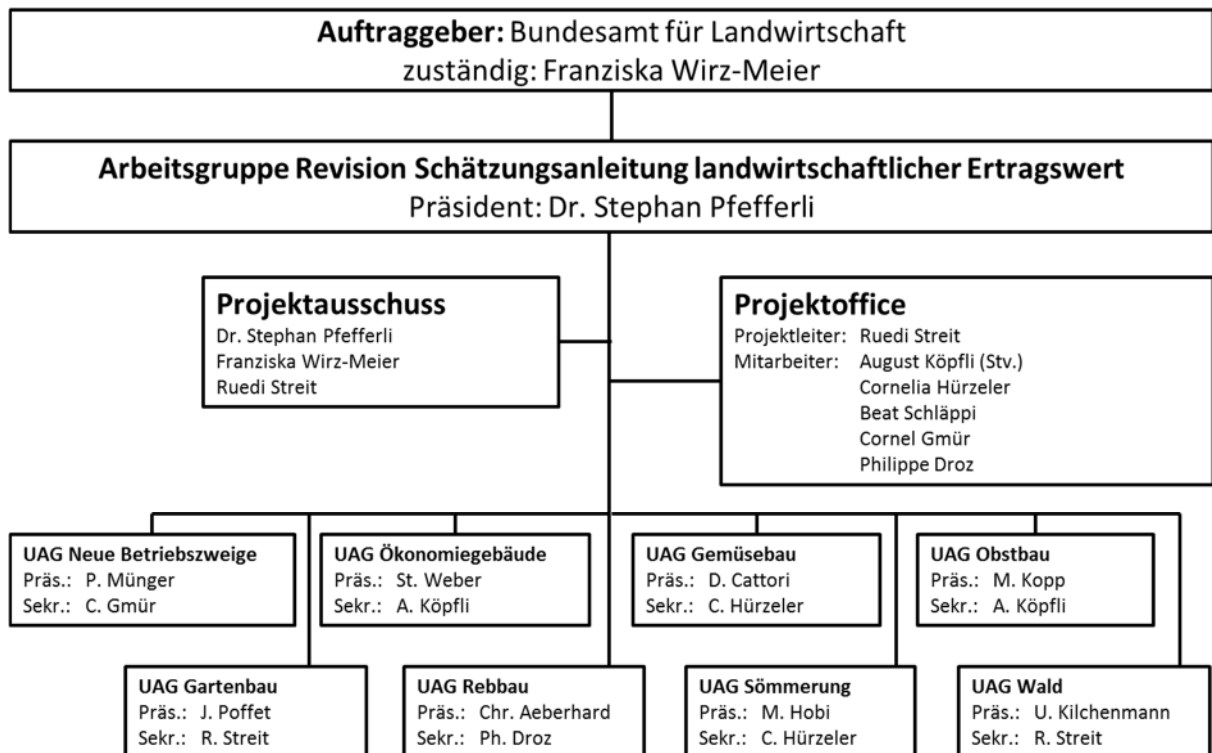 Auftraggeber: Bundesamt für Landwirtschaft
zuständig: Franziska Wirz-Meier
Arbeitsgruppe Revision Schätzungsanleitung landwirtschaftlicher Ertragswert
Präsident: Dr. Stephan Pfefferli
Projektausschuss
Dr. Stephan Pfefferli
Franziska Wirz-Meier
Ruedi Streit
Projektoffice
Projektleiter: Ruedi Streit
Mitarbeiter: August Köpfli (Stv.)
Cornelia Hürzeler
Beat Schläppi
Cornel Gmür
Philippe Droz
UAG Neue Betriebszweige
Präs.: P. Münger
Sekr.: C. Gmür
UAG Ökonomiegebäude
Präs.: St. Weber
Sekr.: A. Köpfli
UAG Gemüsebau
Präs.: D. Cattori
Sekr.: C. Hürzeler
UAG Obstbau
Präs.: M. Kopp
Sekr.: A. Köpfli
UAG Gartenbau
Präs.: J. Poffet
Sekr.: R. Streit
UAG Rebbau
Präs.: Chr. Aeberhard
Sekr.: Ph. Droz
UAG Sömmerung
Präs.: M. Hobi
Sekr.: C. Hürzeler
UAG Wald
Präs.: U. Kilchenmann
Sekr.: R. Streit